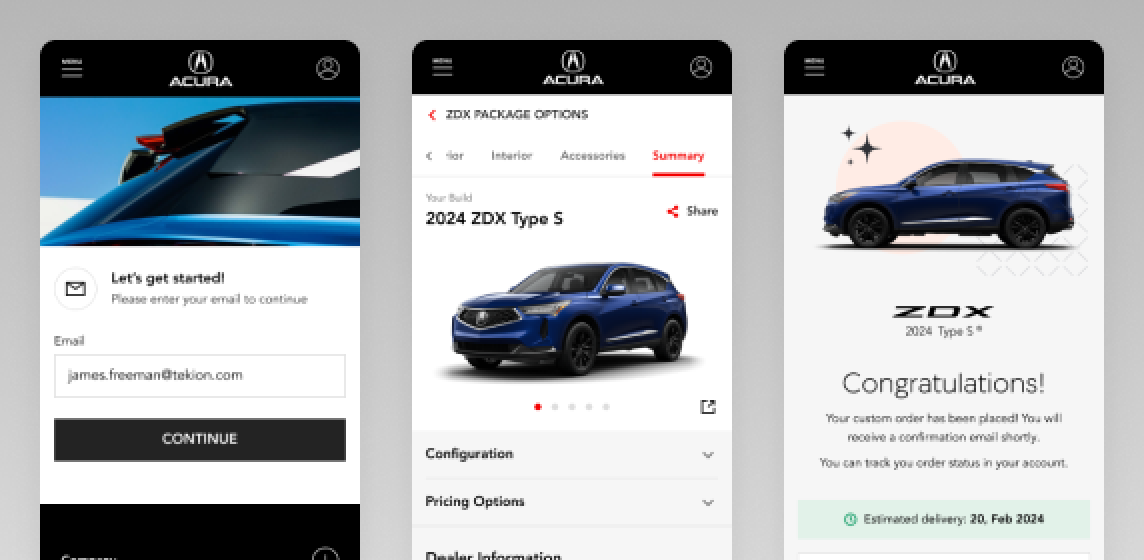 MENU
ACURA
Let's get started!
Please enter your email to continue
Email
james.freeman@tekion.com
CONTINUE
Company
MENU
ACURA
ZDX PACKAGE OPTIONS
rior Interior Accessories Summary
Your Build
2024 ZDX Type S
Share
Configuration
Pricing Options
Dealer Information
MENU
ACURA
ZDX
2024 Type S®
Congratulations!
Your custom order has been placed! You will
receive a confirmation email shortly.
You can track you order status in your account.
Estimated delivery: 20, Feb 2024